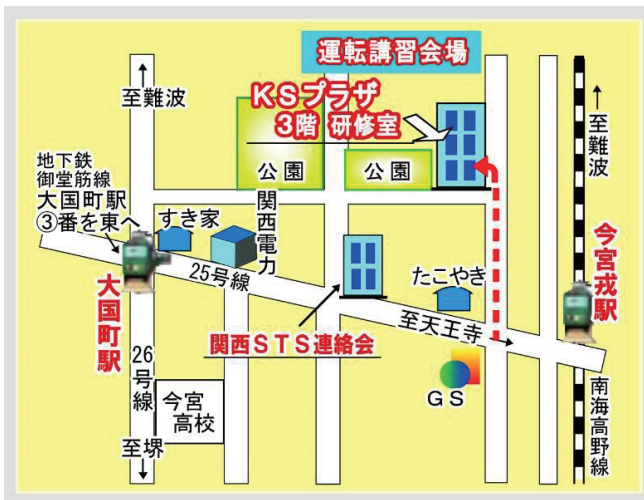 運転講習会場
KSプラザ
3階 研修室
至難波
至難波
公園
公園
地下鉄
御堂筋線
大国町駅
③番を東へ
すき家
関西電力
25号線
たこやき
今宮戎駅
大国町駅
至天王寺
関西STS連絡会
26号線
今宮
高校
GS
南海高野線
至堺